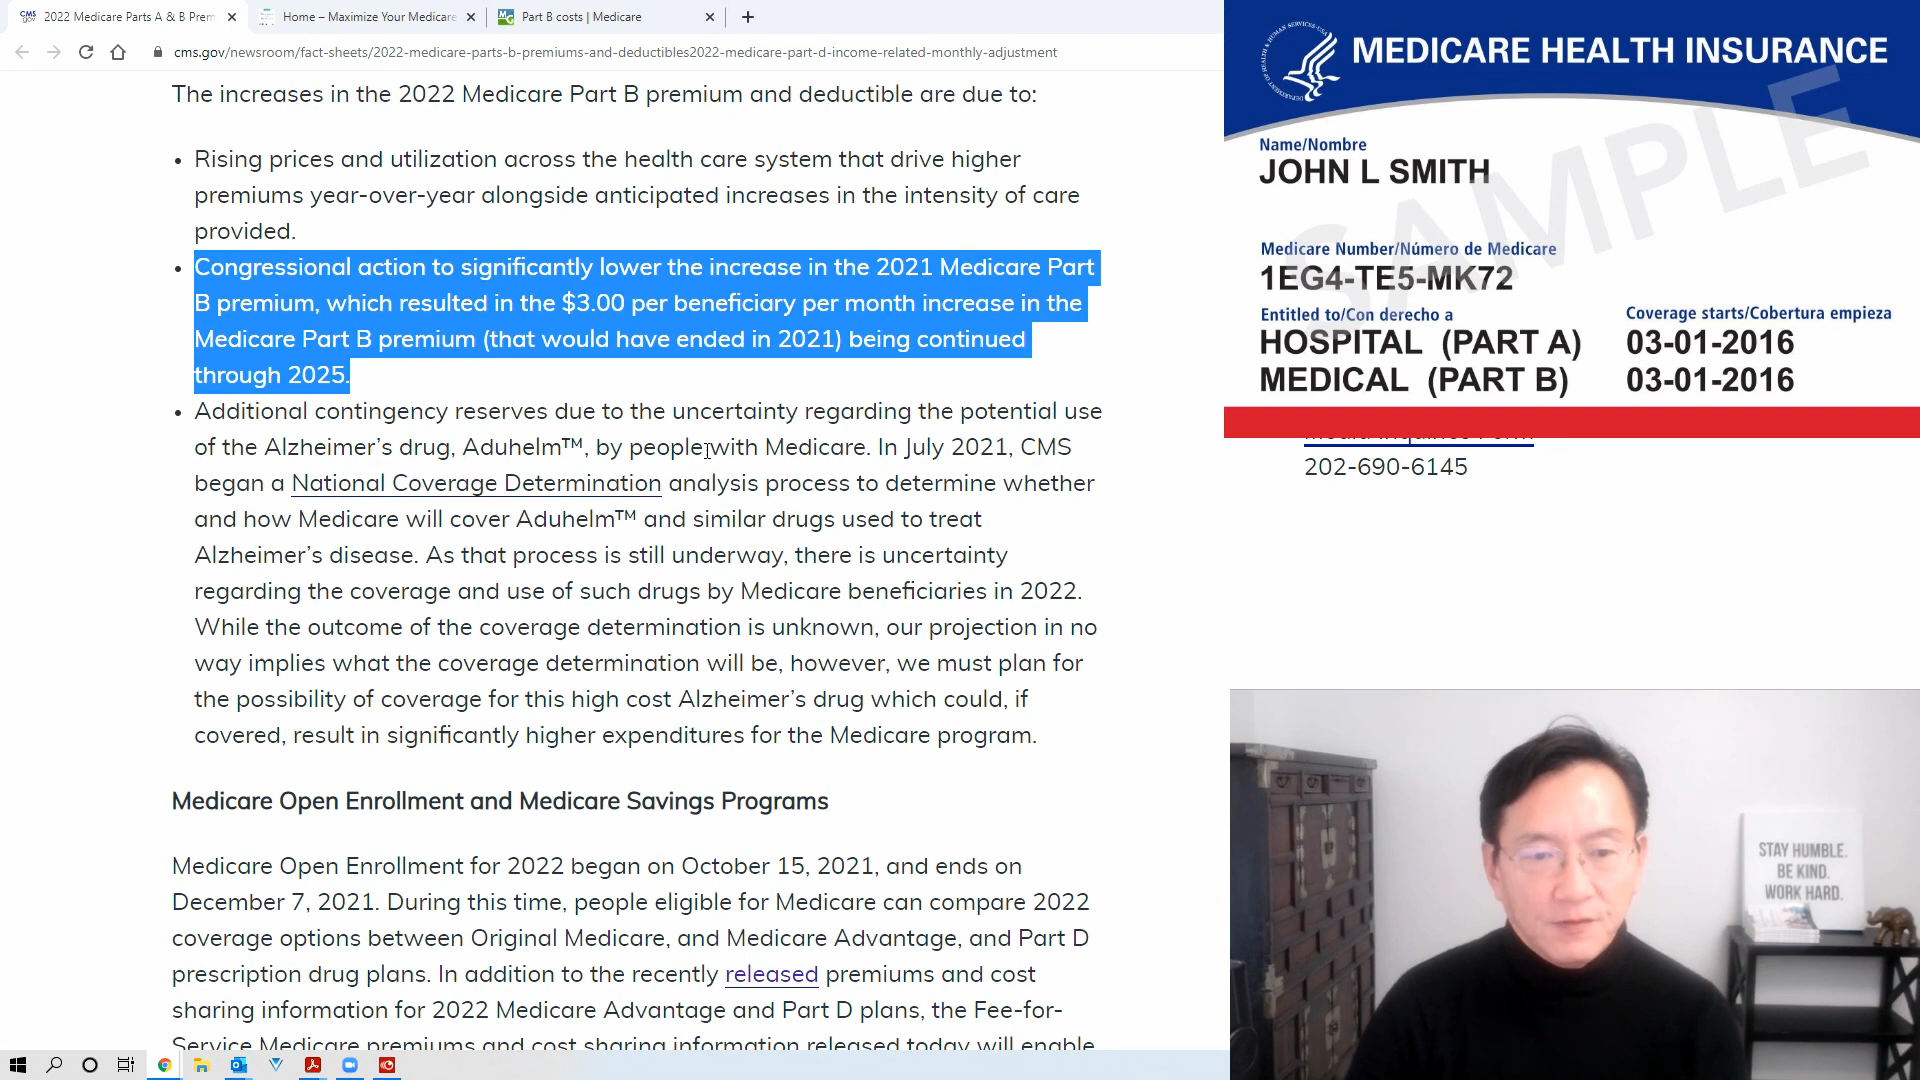 CMS.gov 2022 Medicare Parts A & B Prem
Home – Maximize Your Medicare
Part B costs | Medicare
cms.gov/newsroom/fact-sheets/2022-medicare-parts-b-premiums-and-deductibles2022-medicare-part-d-income-related-monthly-adjustment
The increases in the 2022 Medicare Part B premium and deductible are due to:
• Rising prices and utilization across the health care system that drive higher
premiums year-over-year alongside anticipated increases in the intensity of care
provided.
• Congressional action to significantly lower the increase in the 2021 Medicare Part
B premium, which resulted in the $3.00 per beneficiary per month increase in the
Medicare Part B premium (that would have ended in 2021) being continued
through 2025.
• Additional contingency reserves due to the uncertainty regarding the potential use
of the Alzheimer’s drug, Aduhelm™, by people with Medicare. In July 2021, CMS
began a National Coverage Determination analysis process to determine whether
and how Medicare will cover Aduhelm™ and similar drugs used to treat
Alzheimer’s disease. As that process is still underway, there is uncertainty
regarding the coverage and use of such drugs by Medicare beneficiaries in 2022.
While the outcome of the coverage determination is unknown, our projection in no
way implies what the coverage determination will be, however, we must plan for
the possibility of coverage for this high cost Alzheimer’s drug which could, if
covered, result in significantly higher expenditures for the Medicare program.
Medicare Open Enrollment and Medicare Savings Programs
Medicare Open Enrollment for 2022 began on October 15, 2021, and ends on
December 7, 2021. During this time, people eligible for Medicare can compare 2022
coverage options between Original Medicare, and Medicare Advantage, and Part D
prescription drug plans. In addition to the recently released premiums and cost
sharing information for 2022 Medicare Advantage and Part D plans, the Fee-for-
Service Medicare premiums and cost sharing information released today will enable
MEDICARE HEALTH INSURANCE
SAMPLE
Name/Nombre
JOHN L SMITH
Medicare Number/Número de Medicare
1EG4-TE5-MK72
Entitled to/Con derecho a
Coverage starts/Cobertura empieza
HOSPITAL (PART A) 03-01-2016
MEDICAL (PART B) 03-01-2016
202-690-6145
STAY HUMBLE.
BE KIND.
WORK HARD.